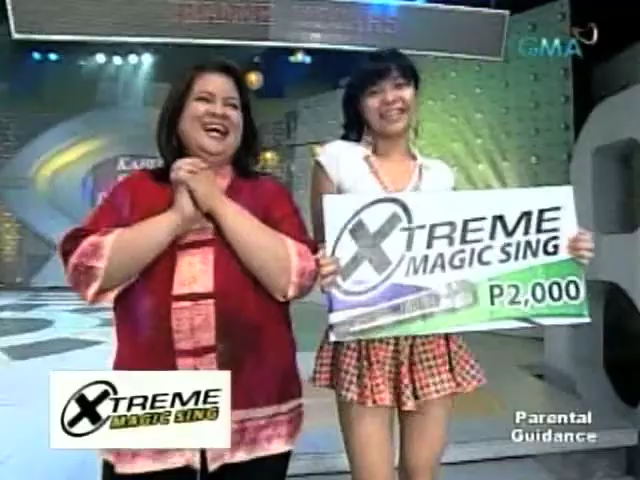 GMA
XTREME
MAGIC SING
P2,000
XTREME
MAGIC SING
Parental
Guidance